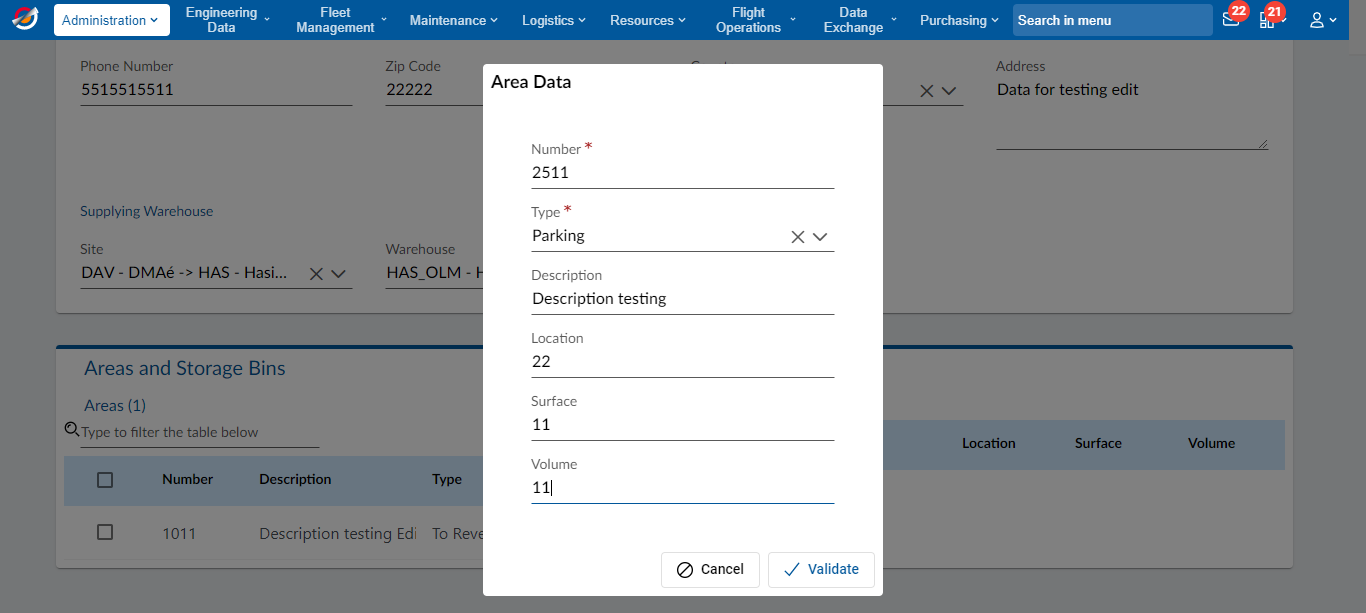 Administration
Engineering
Data
Fleet
Management
Maintenance
Logistics
Resources
Flight
Operations
Data
Exchange
Purchasing
Search in menu
22
21
Phone Number
5515515511
Zip Code
22222
Address
Data for testing edit
Supplying Warehouse
Site
DAV - DMAé -> HAS - Hasi...
Warehouse
HAS_OLM - H
Areas and Storage Bins
Areas (1)
Type to filter the table below
Number Description Type
1011 Description testing Edi To Reve
Location Surface Volume
Area Data
Number *
2511
Type *
Parking
Description
Description testing
Location
22
Surface
11
Volume
11
Cancel
Validate